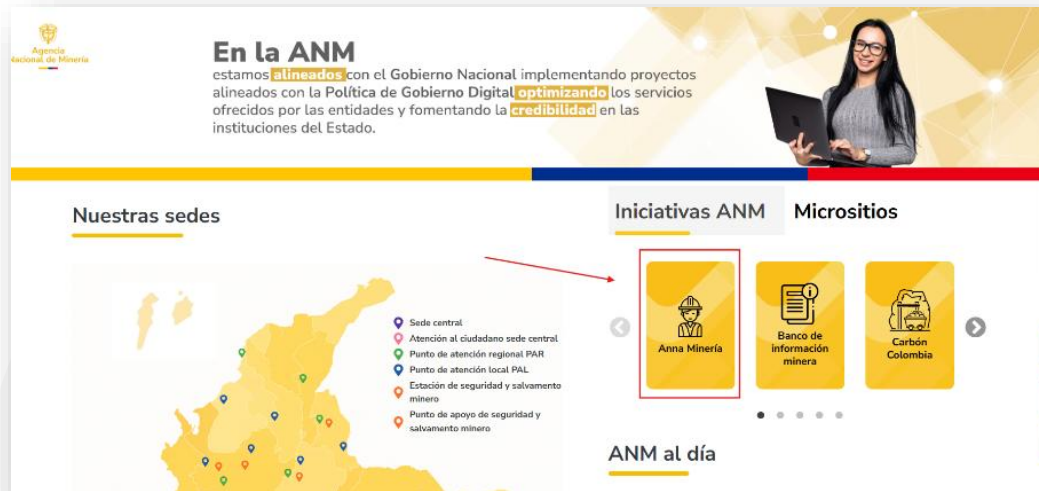 Agencia
Nacional de Minería
En la ANM
estamos alineados con el Gobierno Nacional implementando proyectos
alineados con la Política de Gobierno Digital optimizando los servicios
ofrecidos por las entidades y fomentando la credibilidad en las
instituciones del Estado.
Nuestras sedes
Sede central
Atención al ciudadano sede central
Punto de atención regional PAR
Punto de atención local PAL
Estación de seguridad y salvamento
minero
Punto de apoyo de seguridad y
salvamento minero
Iniciativas ANM
Micrositios
Anna Minería
Banco de
información
minera
Carbón
Colombia
ANM al día